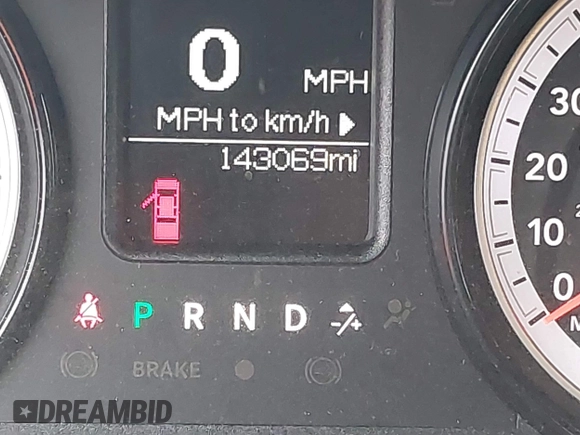 0 MPH
MPH to km/h
143069mi
P R N D
BRAKE
30
20
10
0
DREAMBID